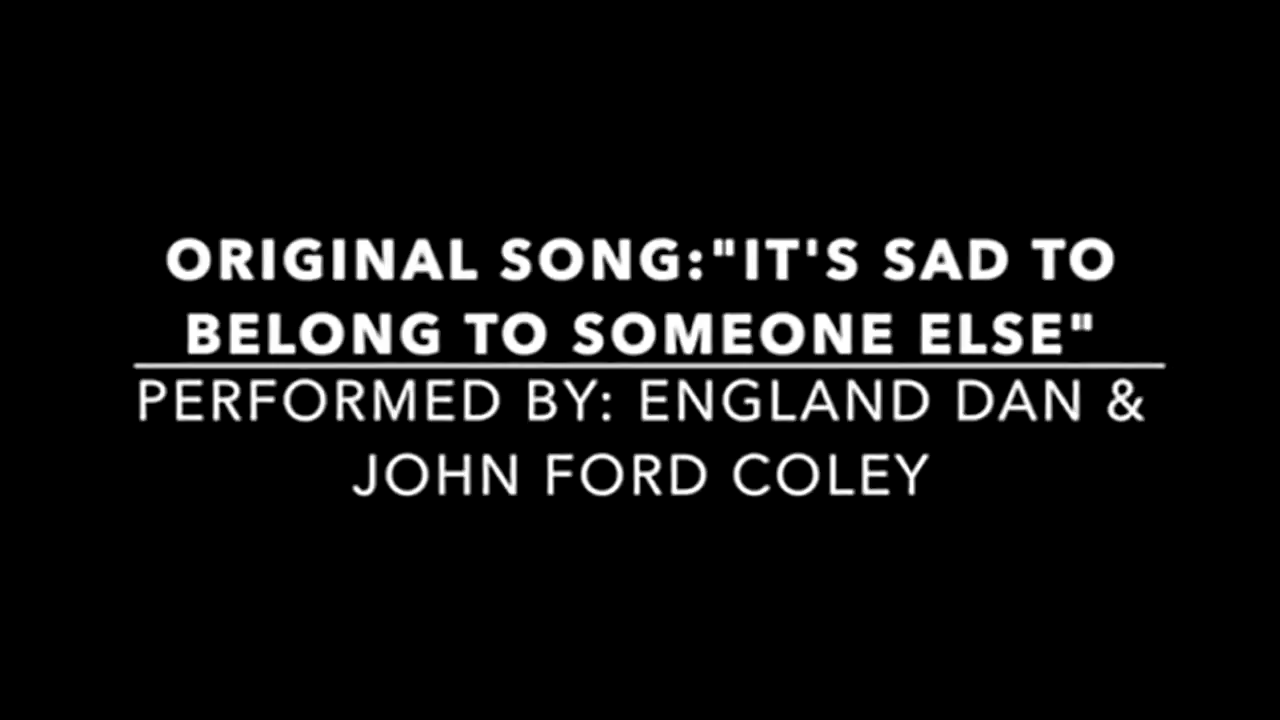 ORIGINAL SONG:"IT'S SAD TO
BELONG TO SOMEONE ELSE"
PERFORMED BY: ENGLAND DAN &
JOHN FORD COLEY